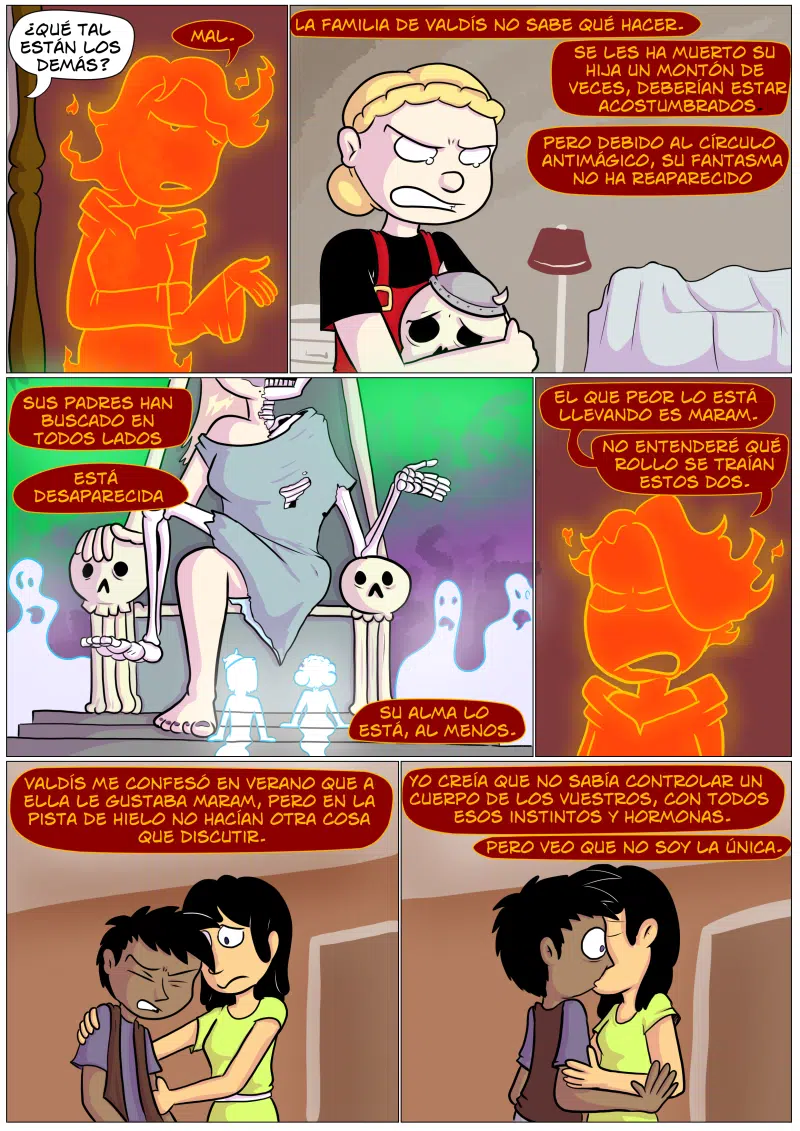 ¿QUÉ TAL
ESTÁN LOS
DEMÁS?
MAL.
LA FAMILIA DE VALDÍS NO SABE QUÉ HACER.
SE LES HA MUERTO SU
HIJA UN MONTÓN DE
VECES, DEBERÍAN ESTAR
ACOSTUMBRADOS.
PERO DEBIDO AL CÍRCULO
ANTIMÁGICO, SU FANTASMA
NO HA REAPARECIDO
SUS PADRES HAN
BUSCADO EN
TODOS LADOS
ESTÁ
DESAPARECIDA
SU ALMA LO
ESTÁ, AL MENOS.
EL QUE PEOR LO ESTÁ
LLEVANDO ES MARAM.
NO ENTENDERÉ QUÉ
ROLLO SE TRAÍAN
ESTOS DOS.
VALDÍS ME CONFESÓ EN VERANO QUE A
ELLA LE GUSTABA MARAM, PERO EN LA
PISTA DE HIELO NO HACÍAN OTRA COSA
QUE DISCUTIR.
YO CREÍA QUE NO SABÍA CONTROLAR UN
CUERPO DE LOS VUESTROS, CON TODOS
ESOS INSTINTOS Y HORMONAS.
PERO VEO QUE NO SOY LA ÚNICA.